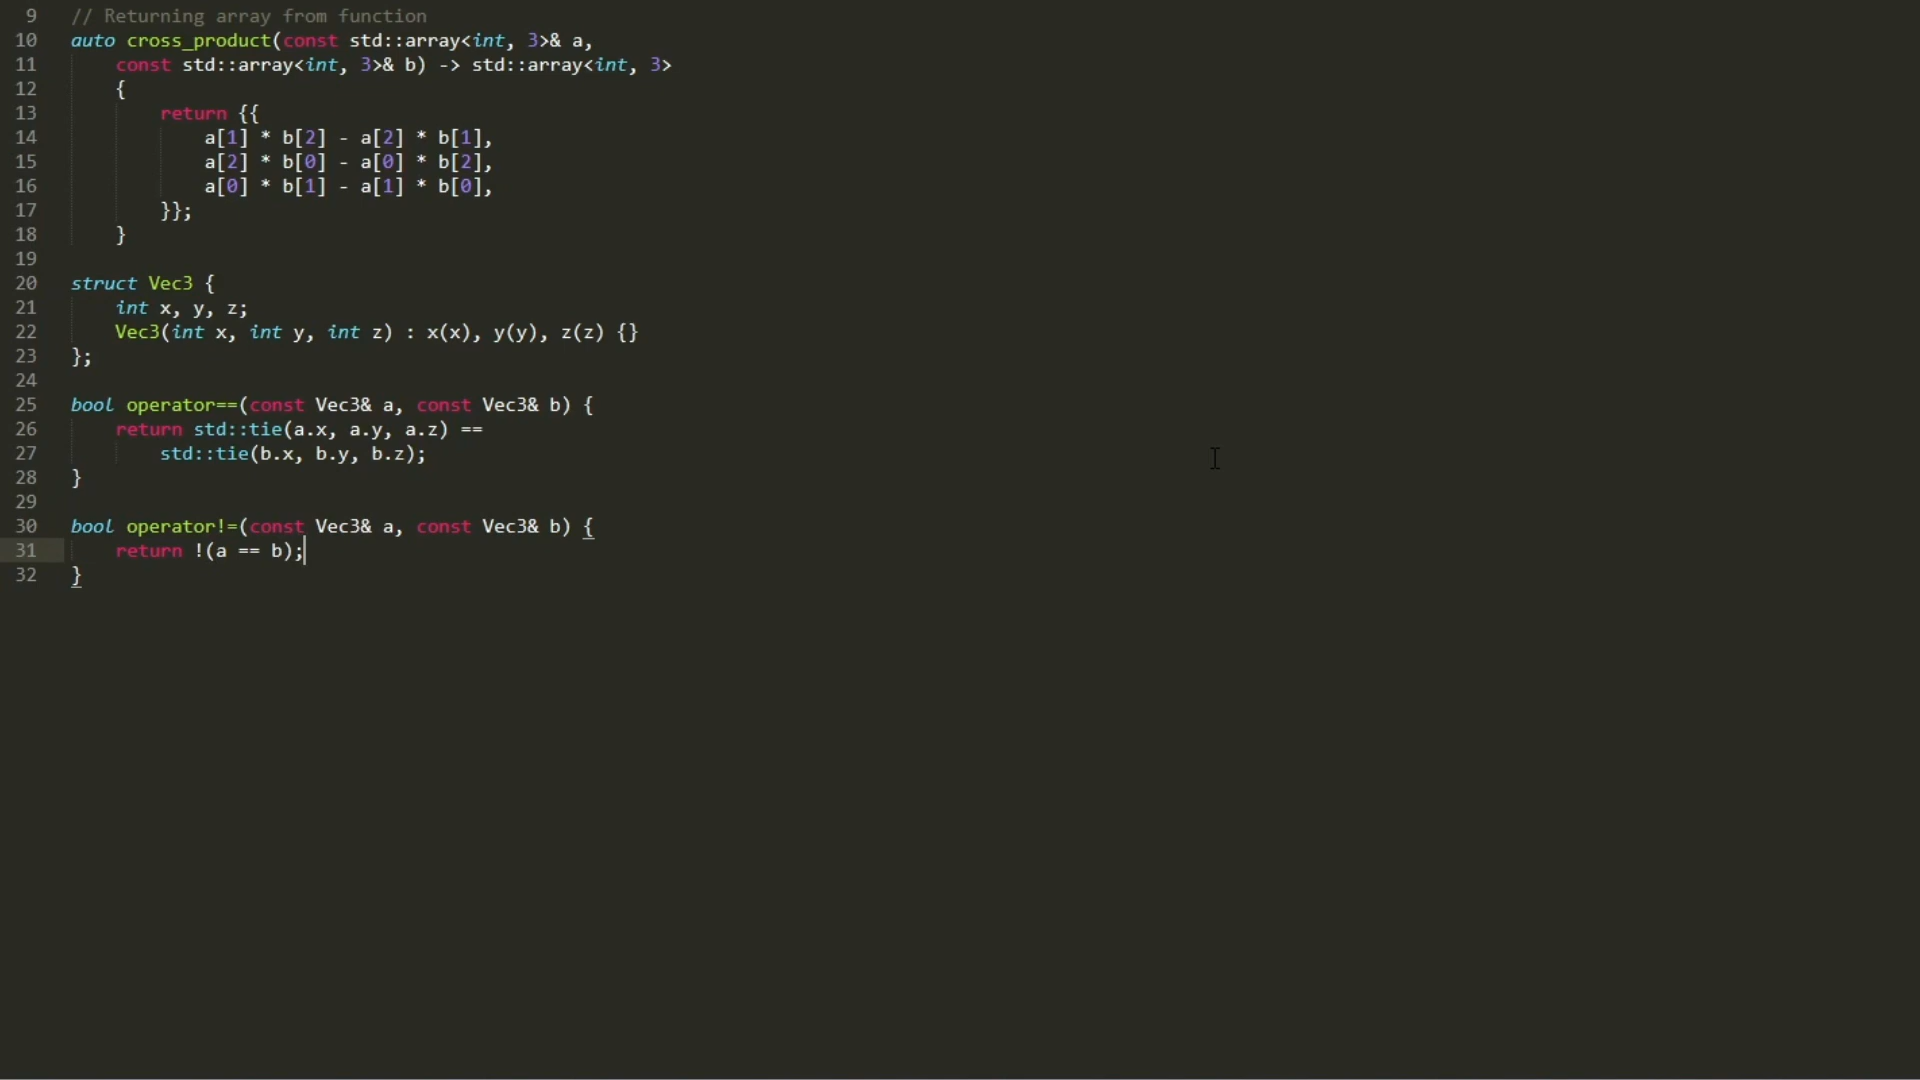 9 // Returning array from function
10 auto cross_product(const std::array<int, 3>& a,
11     const std::array<int, 3>& b) -> std::array<int, 3>
12     {
13         return {{
14             a[1] * b[2] - a[2] * b[1],
15             a[2] * b[0] - a[0] * b[2],
16             a[0] * b[1] - a[1] * b[0],
17         }};
18     }
19
20 struct Vec3 {
21     int x, y, z;
22     Vec3(int x, int y, int z) : x(x), y(y), z(z) {}
23 };
24
25 bool operator==(const Vec3& a, const Vec3& b) {
26     return std::tie(a.x, a.y, a.z) ==
27         std::tie(b.x, b.y, b.z);
28 }
29
30 bool operator!=(const Vec3& a, const Vec3& b) {
31     return !(a == b);
32 }